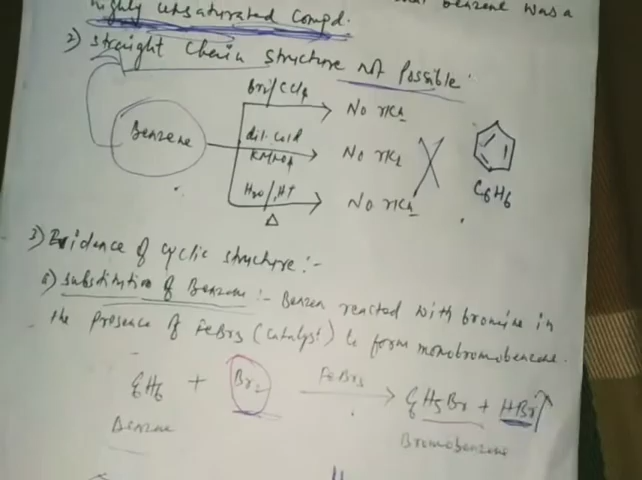 benzene was a
highly unsaturated compd.
2) straight chain structure not possible :
Benzene
Br2/CCl4
No rxn
dil. cold
KMnO4
No rxn
H2O/H+
Δ
No rxn
C6H6
3) Evidence of cyclic structure :-
a) substitution of Benzene :- Benzen reacted with bromine in
the presence of FeBr3 (catalyst) to form monobromobenzene.
C6H6 + Br2 FeBr3 C6H5Br + HBr↑
Benzene
Bromobenzene